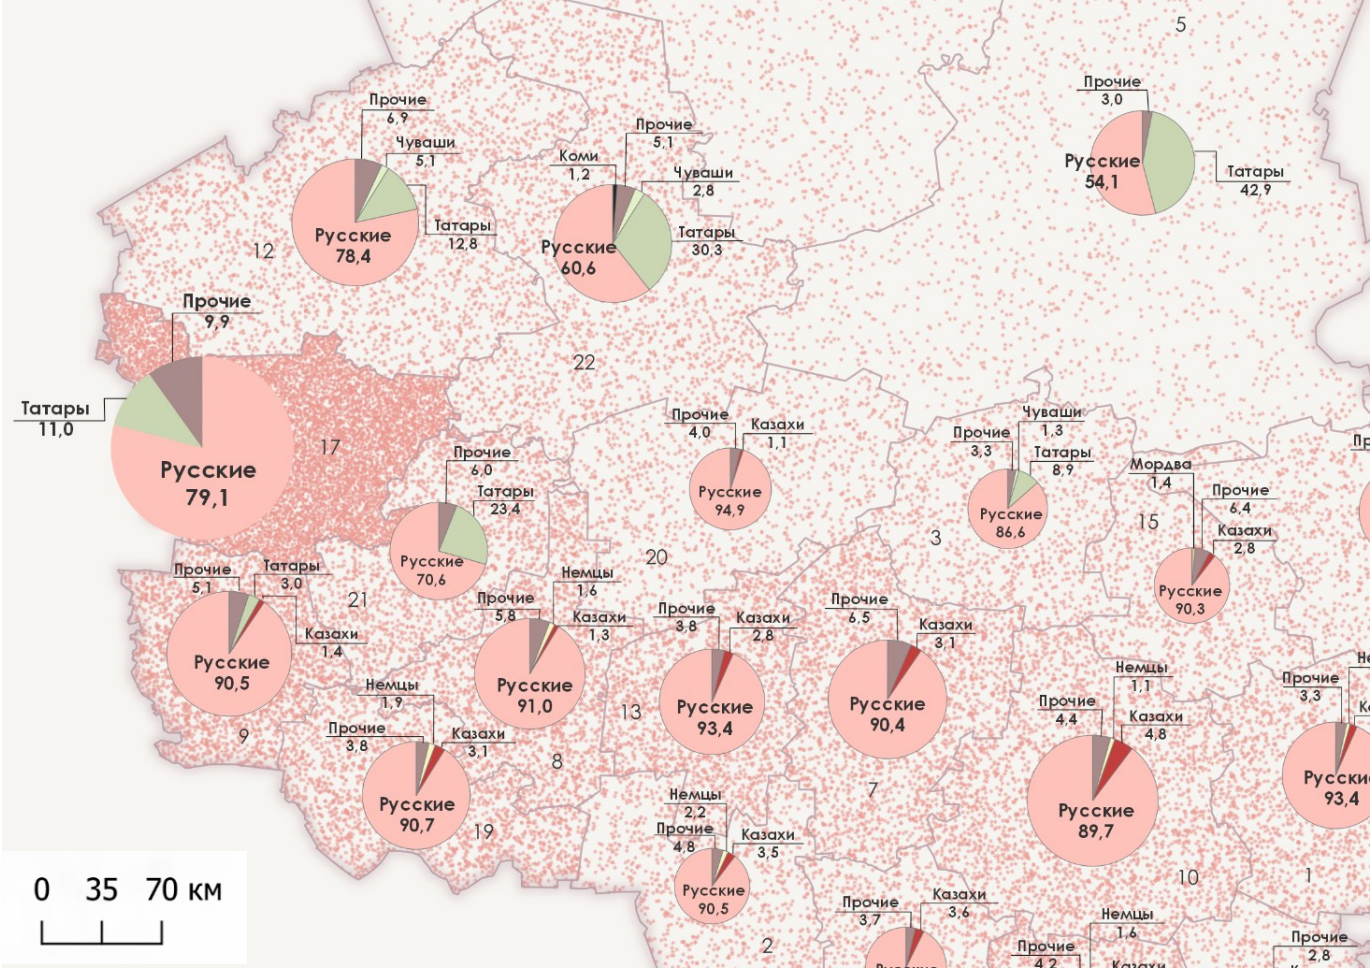 5
Прочие
3,0
Русские
54,1
Татары
42,9
Прочие
6,9
Чуваши
5,1
Татары
12,8
Русские
78,4
12
Прочие
5,1
Коми
1,2
Чуваши
2,8
Татары
30,3
Русские
60,6
22
Прочие
9,9
Татары
11,0
Русские
79,1
17
Прочие
6,0
Татары
23,4
Русские
70,6
21
Прочие
4,0
Казахи
1,1
Русские
94,9
20
Чуваши
1,3
Прочие
3,3
Татары
8,9
Русские
86,6
3
Мордва
1,4
Прочие
6,4
Казахи
2,8
Русские
90,3
15
Пр
Прочие
5,1
Татары
3,0
Казахи
1,4
Русские
90,5
9
Немцы
1,6
Прочие
5,8
Казахи
1,3
Русские
91,0
8
Прочие
3,8
Казахи
2,8
Русские
93,4
13
Прочие
6,5
Казахи
3,1
Русские
90,4
7
Немцы
1,9
Прочие
3,8
Казахи
3,1
Русские
90,7
19
Немцы
1,1
Прочие
4,4
Казахи
4,8
Русские
89,7
10
Не
Прочие
3,3
Ка
Русски
93,4
1
Немцы
2,2
Прочие
4,8
Казахи
3,5
Русские
90,5
2
Прочие
3,7
Казахи
3,6
Русские
Немцы
1,6
Прочие
4,2
Казахи
Прочие
2,8
0 35 70 км